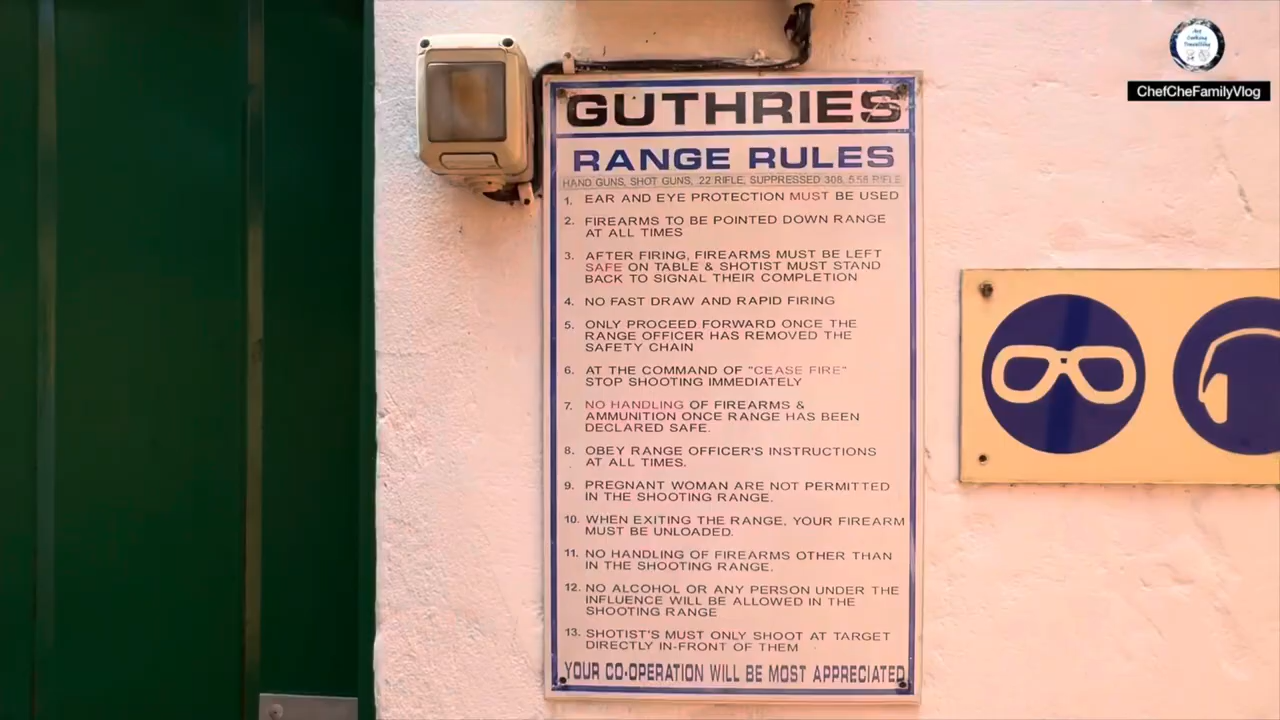 ChefCheFamilyVlog
GUTHRIES
RANGE RULES
HAND GUNS, SHOT GUNS, .22 RIFLE, SUPPRESSED 308, 5.56 RIFLE
1. EAR AND EYE PROTECTION MUST BE USED
2. FIREARMS TO BE POINTED DOWN RANGE
AT ALL TIMES
3. AFTER FIRING, FIREARMS MUST BE LEFT
SAFE ON TABLE & SHOTIST MUST STAND
BACK TO SIGNAL THEIR COMPLETION
4. NO FAST DRAW AND RAPID FIRING
5. ONLY PROCEED FORWARD ONCE THE
RANGE OFFICER HAS REMOVED THE
SAFETY CHAIN
6. AT THE COMMAND OF "CEASE FIRE"
STOP SHOOTING IMMEDIATELY
7. NO HANDLING OF FIREARMS &
AMMUNITION ONCE RANGE HAS BEEN
DECLARED SAFE.
8. OBEY RANGE OFFICER'S INSTRUCTIONS
AT ALL TIMES.
9. PREGNANT WOMAN ARE NOT PERMITTED
IN THE SHOOTING RANGE.
10. WHEN EXITING THE RANGE, YOUR FIREARM
MUST BE UNLOADED.
11. NO HANDLING OF FIREARMS OTHER THAN
IN THE SHOOTING RANGE.
12. NO ALCOHOL OR ANY PERSON UNDER THE
INFLUENCE WILL BE ALLOWED IN THE
SHOOTING RANGE
13. SHOTIST'S MUST ONLY SHOOT AT TARGET
DIRECTLY IN-FRONT OF THEM
YOUR CO-OPERATION WILL BE MOST APPRECIATED